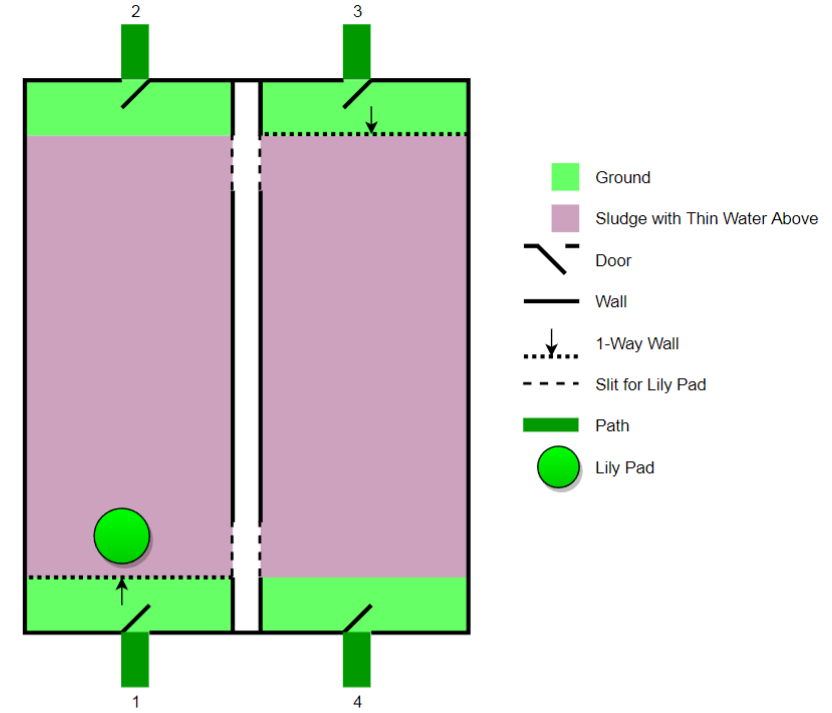 2
3
Ground
Sludge with Thin Water Above
Door
Wall
1-Way Wall
Slit for Lily Pad
Path
Lily Pad
1
4